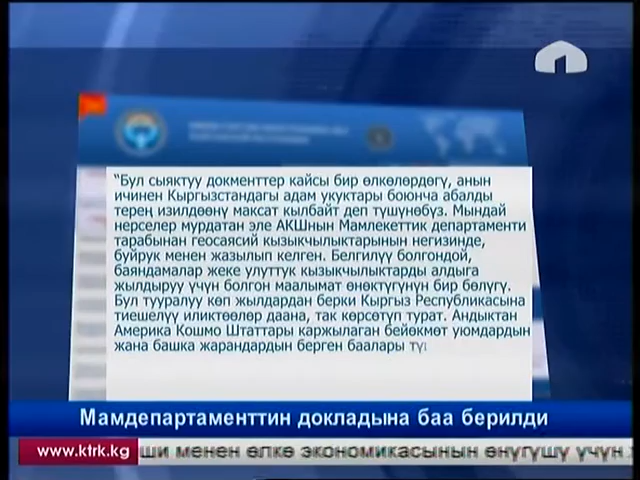 “Бул сыяктуу докменттер кайсы бир өлкөлөрдөгү, анын
ичинен Кыргызстандагы адам укуктары боюнча абалды
терең изилдөөнү максат кылбайт деп түшүнөбүз. Мындай
нерселер мурдатан эле АКШнын Мамлекеттик департаменти
тарабынан геосаясий кызыкчылыктарынын негизинде,
буйрук менен жазылып келген. Белгилүү болгондой,
баяндамалар жеке улуттук кызыкчылыктарды алдыга
жылдыруу үчүн болгон маалымат өнөктүгүнүн бир бөлүгү.
Бул тууралуу көп жылдардан берки Кыргыз Республикасына
тиешелүү иликтөөлөр даана, так көрсөтүп турат. Андыктан
Америка Кошмо Штаттары каржылаган бейөкмөт уюмдардын
жана башка жарандардын берген баалары тү
Мамдепартаменттин докладына баа берилди
www.ktrk.kg
ши менен өлкө экономикасынын өнүгүшү үчүн